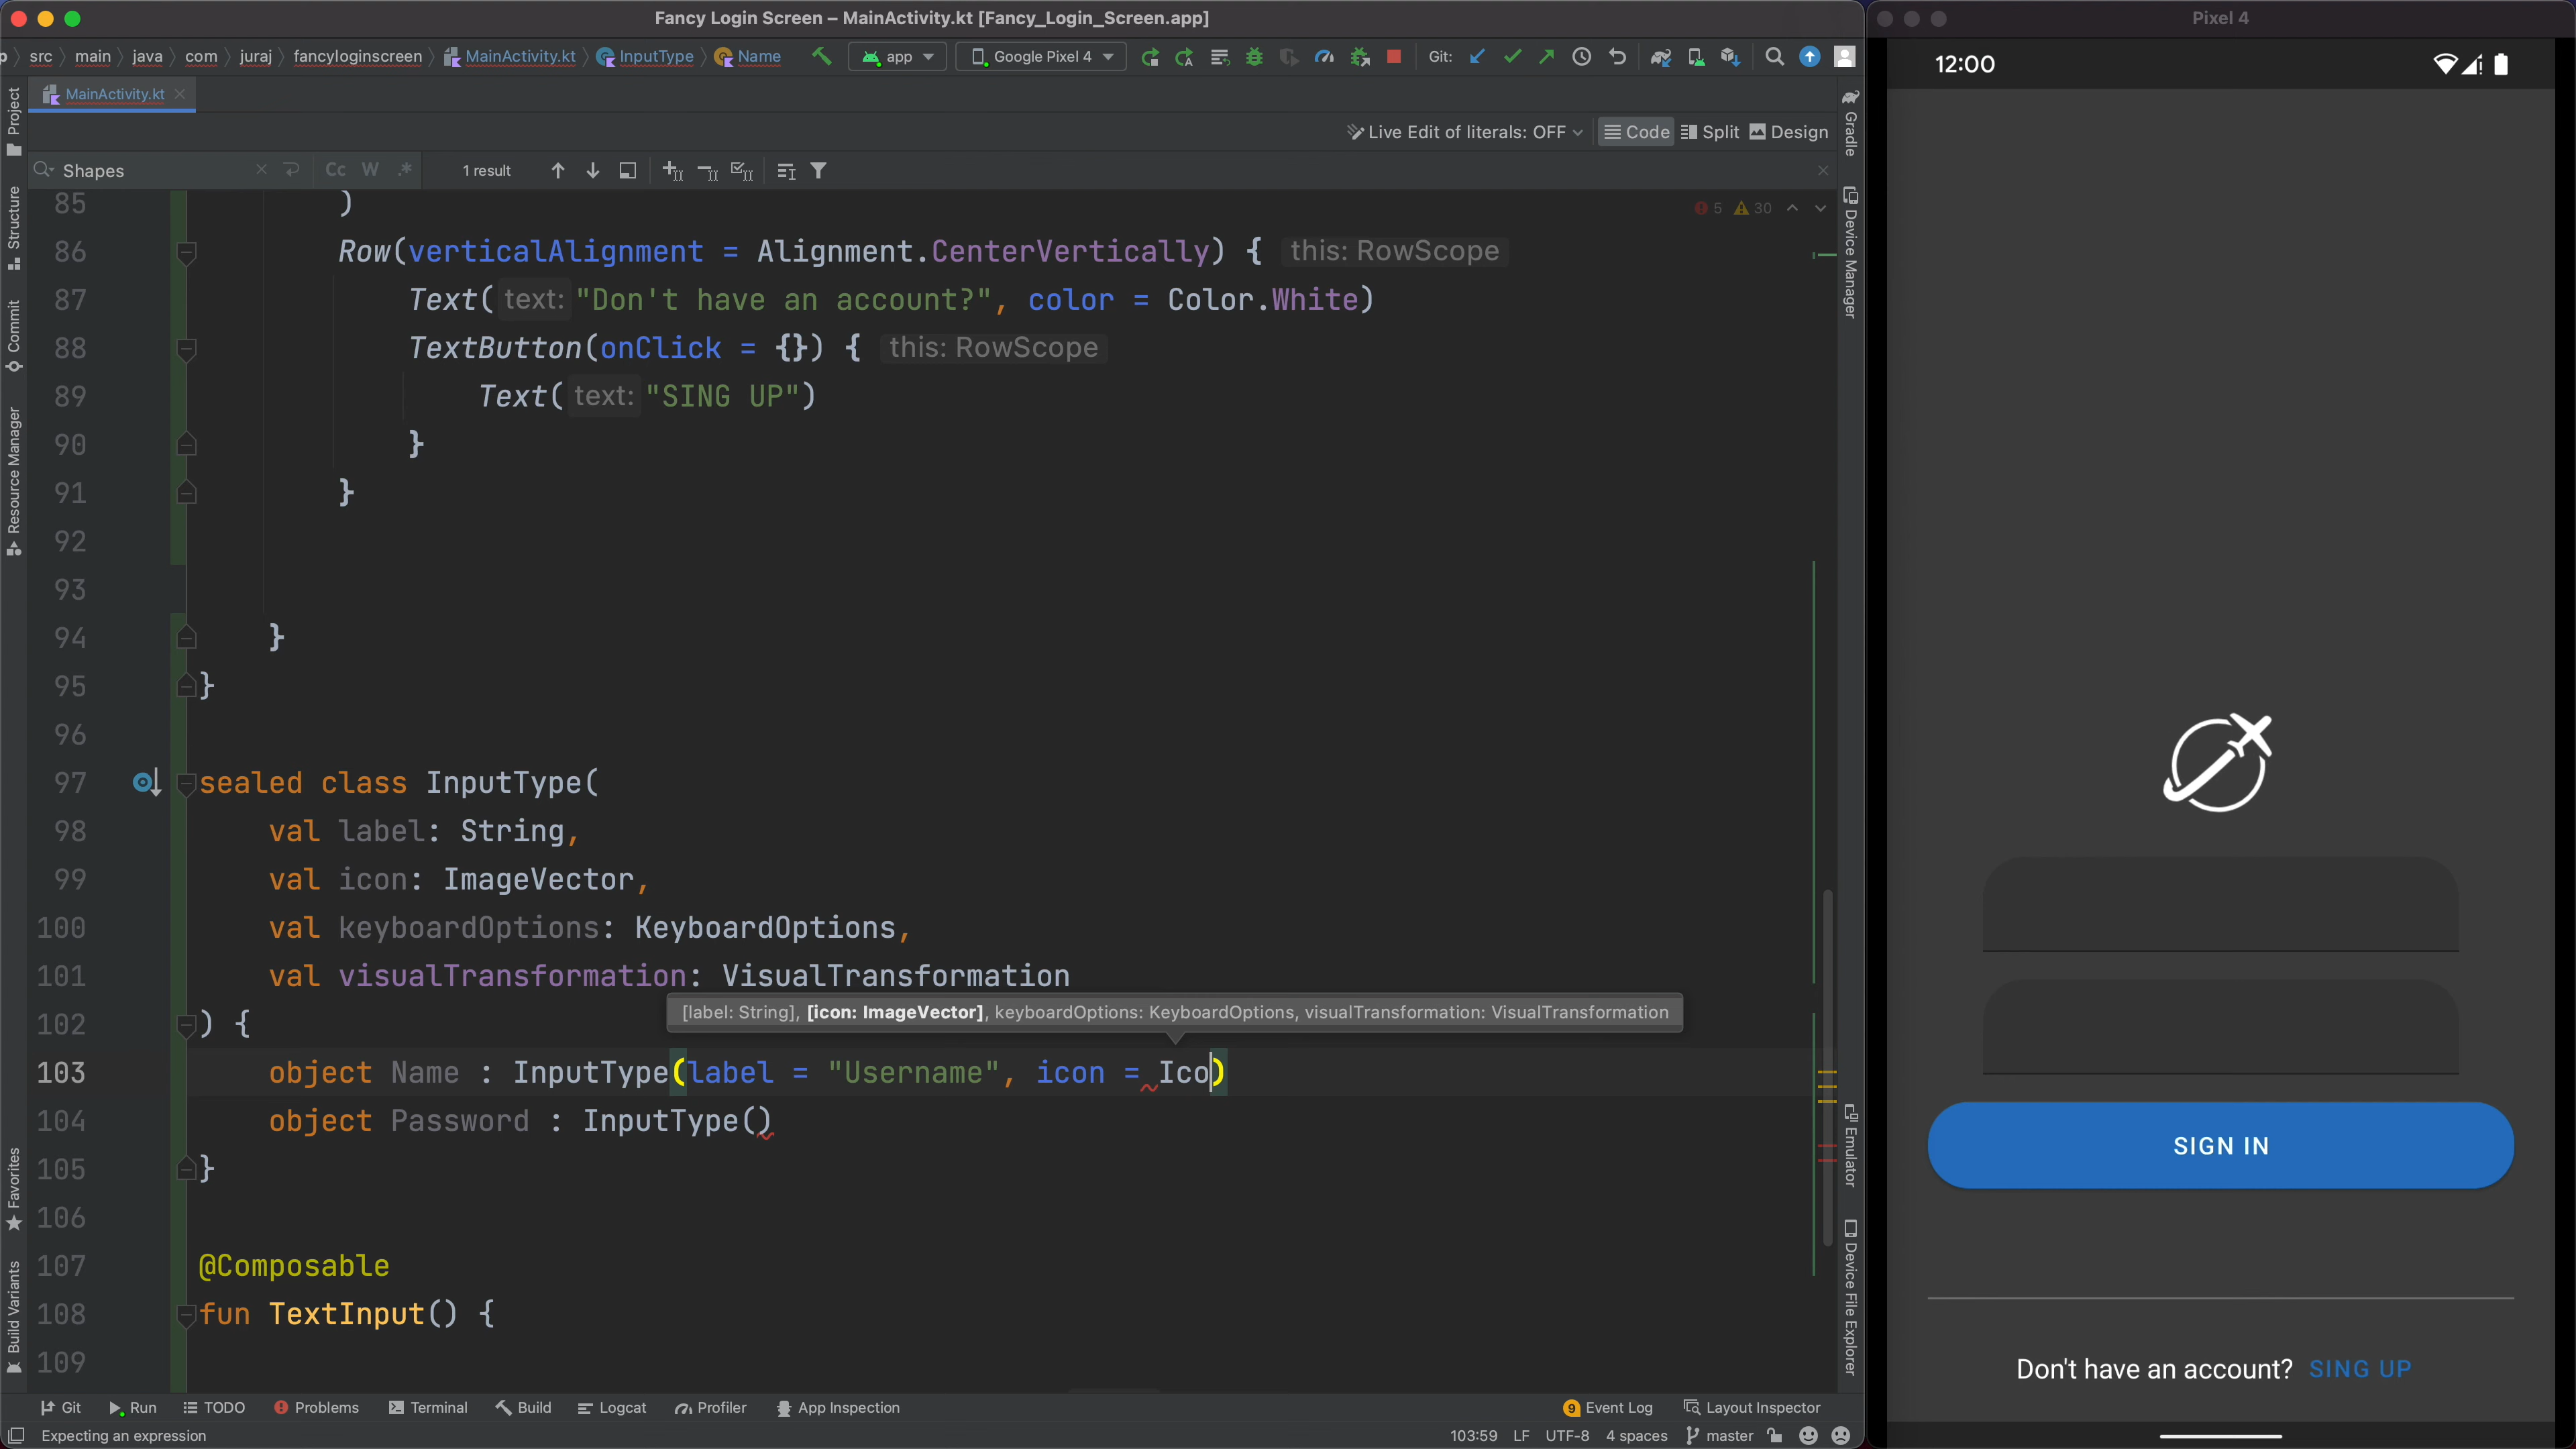 Fancy Login Screen – MainActivity.kt [Fancy_Login_Screen.app]
p src main java com juraj fancyloginscreen MainActivity.kt InputType Name app Google Pixel 4 Git:
MainActivity.kt
Live Edit of literals: OFF Code Split Design
Shapes Cc W .* 1 result
5 30
85 )
86 Row(verticalAlignment = Alignment.CenterVertically) { this: RowScope
87 Text( text: "Don't have an account?", color = Color.White)
88 TextButton(onClick = {}) { this: RowScope
89 Text( text: "SING UP")
90 }
91 }
92
93
94 }
95 }
96
97 sealed class InputType(
98 val label: String,
99 val icon: ImageVector,
100 val keyboardOptions: KeyboardOptions,
101 val visualTransformation: VisualTransformation
[label: String], [icon: ImageVector], keyboardOptions: KeyboardOptions, visualTransformation: VisualTransformation
102 ) {
103 object Name : InputType(label = "Username", icon = Ico)
104 object Password : InputType()
105 }
106
107 @Composable
108 fun TextInput() {
109
Project
Structure
Commit
Resource Manager
Favorites
Build Variants
Gradle
Device Manager
Emulator
Device File Explorer
Git Run TODO Problems Terminal Build Logcat Profiler App Inspection 9 Event Log Layout Inspector
Expecting an expression 103:59 LF UTF-8 4 spaces master
Pixel 4
12:00
SIGN IN
Don't have an account? SING UP